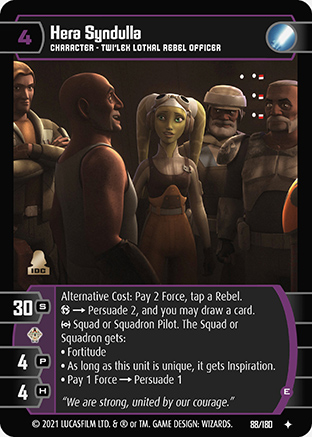 4 Hera Syndulla
CHARACTER - TWI'LEK LOTHAL REBEL OFFICER
IDC
30 S
4 P
4 H
Alternative Cost: Pay 2 Force, tap a Rebel.
→ Persuade 2, and you may draw a card.
Squad or Squadron Pilot. The Squad or
Squadron gets:
• Fortitude
• As long as this unit is unique, it gets Inspiration.
• Pay 1 Force → Persuade 1
E
"We are strong, united by our courage."
© 2021 LUCASFILM LTD. & ® or TM. GAME DESIGN: WIZARDS. 88/180